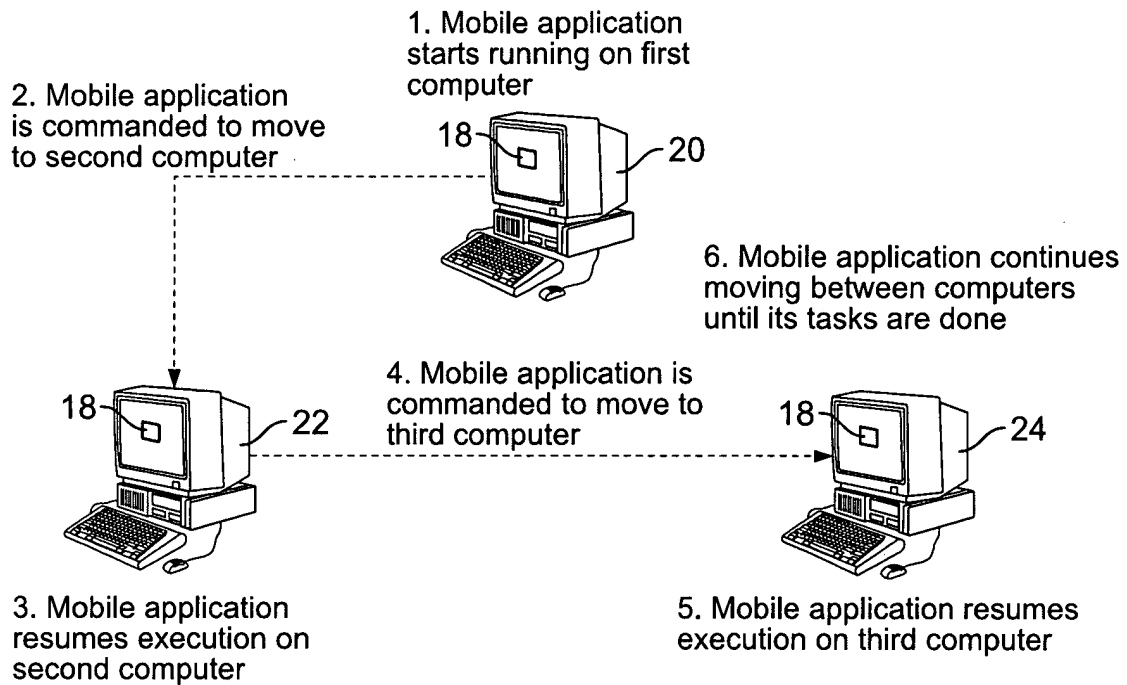 1. Mobile application
starts running on first
computer
2. Mobile application
is commanded to move
to second computer
18
20
6. Mobile application continues
moving between computers
until its tasks are done
4. Mobile application is
commanded to move to
third computer
18
22
18
24
3. Mobile application
resumes execution on
second computer
5. Mobile application resumes
execution on third computer